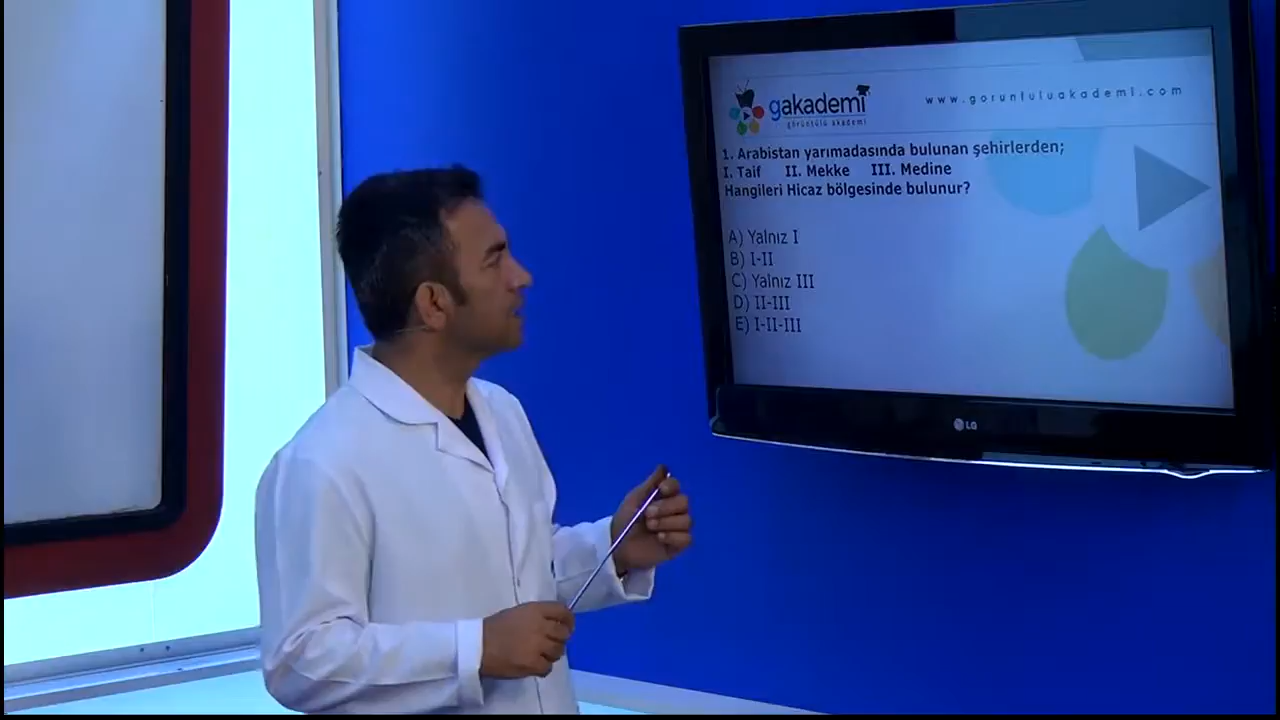 gakademi
görüntülü akademi
www.goruntuluakademi.com
1. Arabistan yarımadasında bulunan şehirlerden;
I. Taif II. Mekke III. Medine
Hangileri Hicaz bölgesinde bulunur?
A) Yalnız I
B) I-II
C) Yalnız III
D) II-III
E) I-II-III
LG